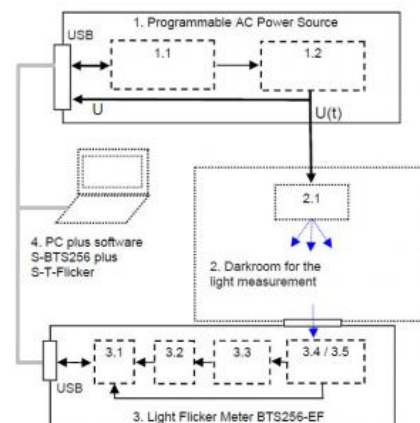 1. Programmable AC Power Source
USB
1.1
1.2
U
U(t)
2.1
4. PC plus software
S-BTS256 plus
S-T-Flicker
2. Darkroom for the
light measurement
3.1
3.2
3.3
3.4 / 3.5
USB
3. Light Flicker Meter BTS256-EF